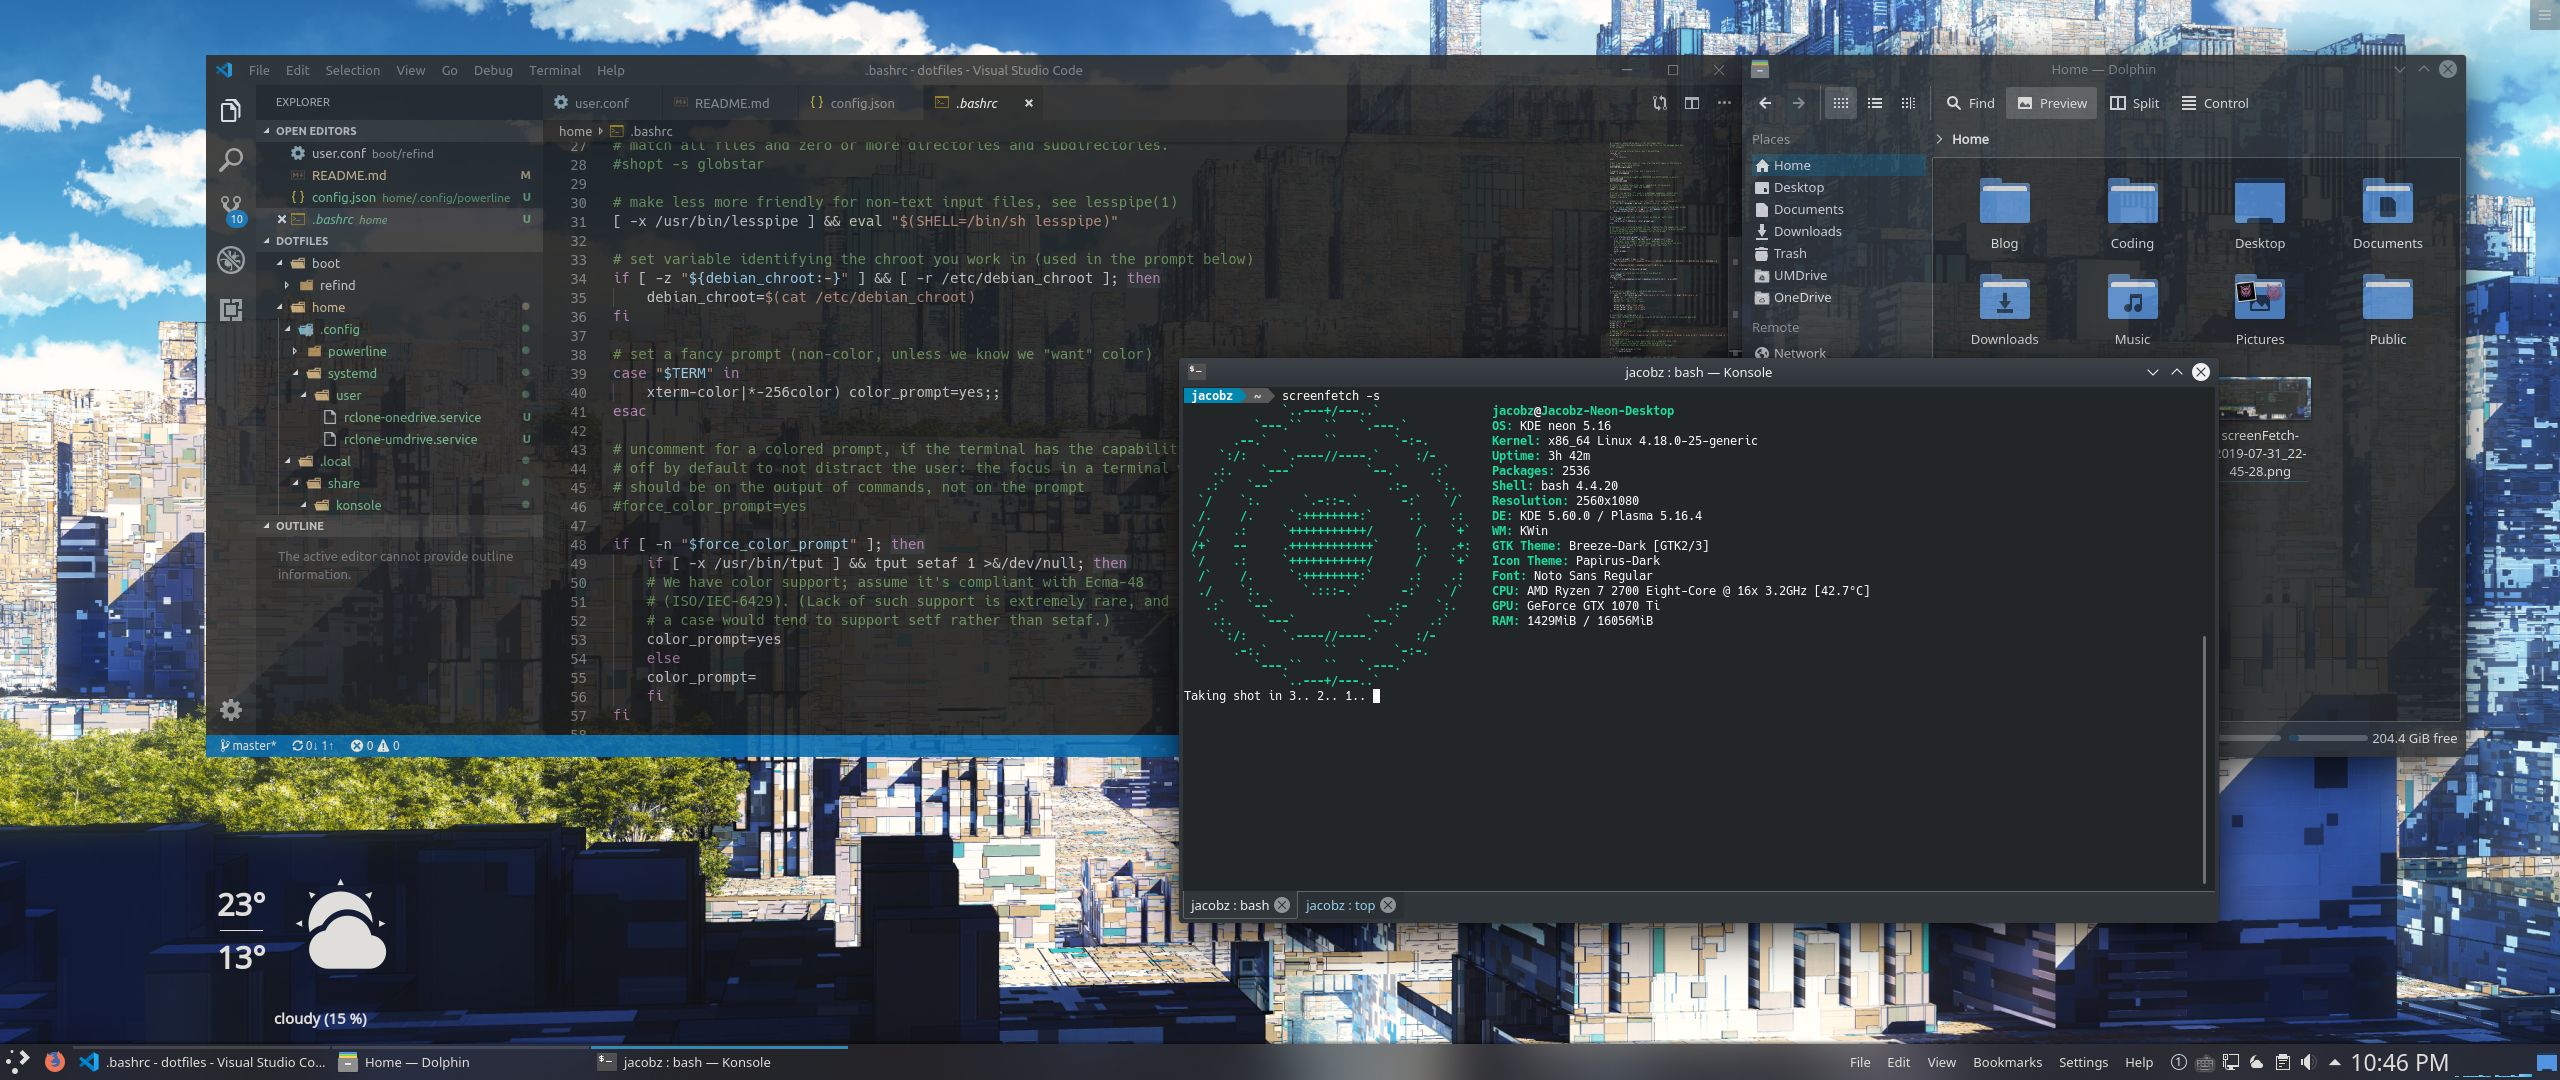 File Edit Selection View Go Debug Terminal Help
.bashrc - dotfiles - Visual Studio Code
EXPLORER
OPEN EDITORS
user.conf boot/refind
README.md M
config.json home/.config/powerline U
.bashrc home U
10
DOTFILES
boot
refind
home
.config
powerline
systemd
user
rclone-onedrive.service U
rclone-umdrive.service U
.local
share
konsole
OUTLINE
The active editor cannot provide outline
information.
user.conf README.md config.json .bashrc
home .bashrc
27 # match all files and zero or more directories and subdirectories.
28 #shopt -s globstar
29
30 # make less more friendly for non-text input files, see lesspipe(1)
31 [ -x /usr/bin/lesspipe ] && eval "$(SHELL=/bin/sh lesspipe)"
32
33 # set variable identifying the chroot you work in (used in the prompt below)
34 if [ -z "${debian_chroot:-}" ] && [ -r /etc/debian_chroot ]; then
35     debian_chroot=$(cat /etc/debian_chroot)
36 fi
37
38 # set a fancy prompt (non-color, unless we know we "want" color)
39 case "$TERM" in
40     xterm-color|*-256color) color_prompt=yes;;
41 esac
42
43 # uncomment for a colored prompt, if the terminal has the capabilit
44 # off by default to not distract the user: the focus in a terminal
45 # should be on the output of commands, not on the prompt
46 #force_color_prompt=yes
47
48 if [ -n "$force_color_prompt" ]; then
49     if [ -x /usr/bin/tput ] && tput setaf 1 >&/dev/null; then
50     # We have color support; assume it's compliant with Ecma-48
51     # (ISO/IEC-6429). (Lack of such support is extremely rare, and
52     # a case would tend to support setf rather than setaf.)
53     color_prompt=yes
54     else
55     color_prompt=
56     fi
57 fi
58
master* 0↓ 1↑ 0 0
Home — Dolphin
Find Preview Split Control
Places
Home
Desktop
Documents
Downloads
Trash
UMDrive
OneDrive
Remote
Network
Home
Blog Coding Desktop Documents
Downloads Music Pictures Public
screenFetch-
2019-07-31_22-
45-28.png
204.4 GiB free
jacobz : bash — Konsole
jacobz ~ screenfetch -s
jacobz@Jacobz-Neon-Desktop
OS: KDE neon 5.16
Kernel: x86_64 Linux 4.18.0-25-generic
Uptime: 3h 42m
Packages: 2536
Shell: bash 4.4.20
Resolution: 2560x1080
DE: KDE 5.60.0 / Plasma 5.16.4
WM: KWin
GTK Theme: Breeze-Dark [GTK2/3]
Icon Theme: Papirus-Dark
Font: Noto Sans Regular
CPU: AMD Ryzen 7 2700 Eight-Core @ 16x 3.2GHz [42.7°C]
GPU: GeForce GTX 1070 Ti
RAM: 1429MiB / 16056MiB
Taking shot in 3.. 2.. 1..
jacobz : bash jacobz : top
23°
13°
cloudy (15 %)
.bashrc - dotfiles - Visual Studio Co... Home — Dolphin jacobz : bash — Konsole
File Edit View Bookmarks Settings Help 1 10:46 PM